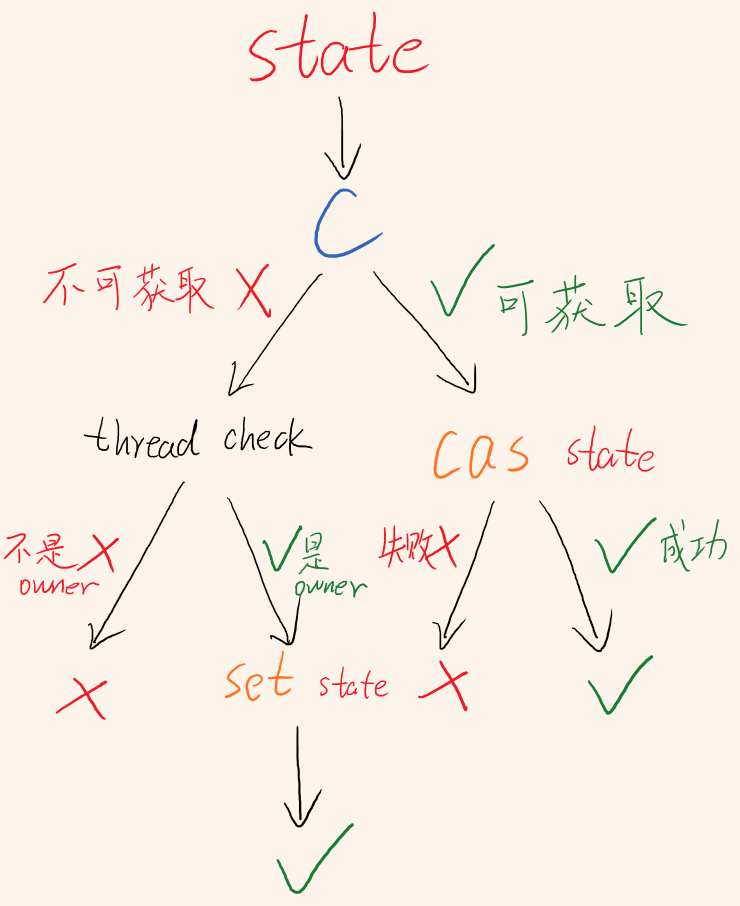 state
C
不可获取
可获取
thread check
cas state
不是
owner
是
owner
失败
成功
set state